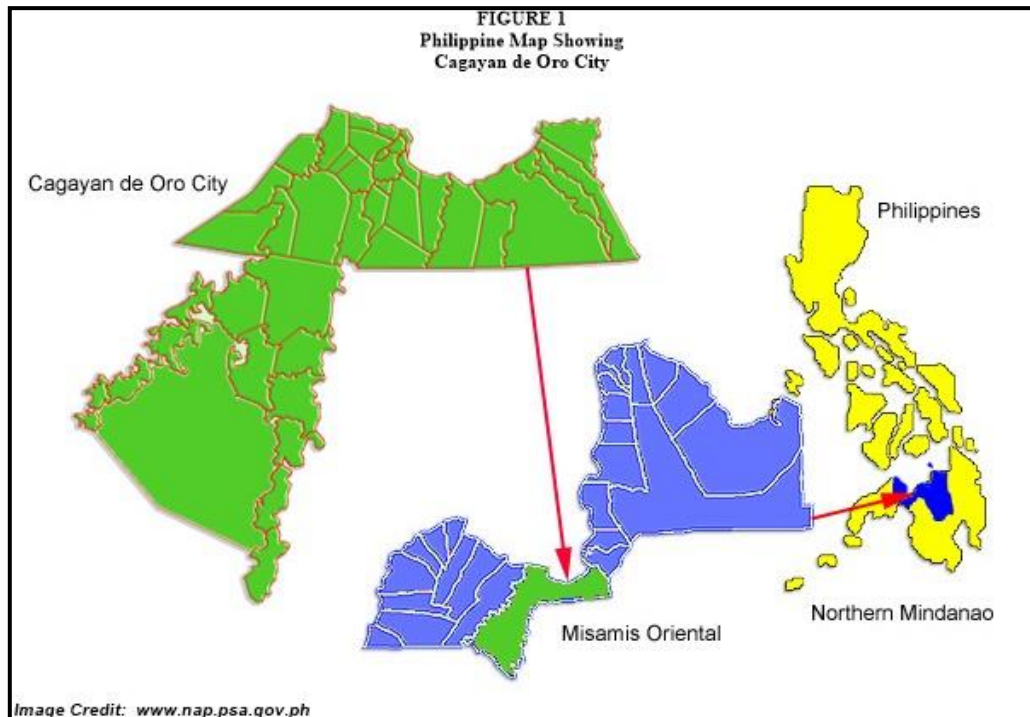 FIGURE 1
Philippine Map Showing
Cagayan de Oro City
Cagayan de Oro City
Philippines
Northern Mindanao
Misamis Oriental
Image Credit: www.nap.psa.gov.ph